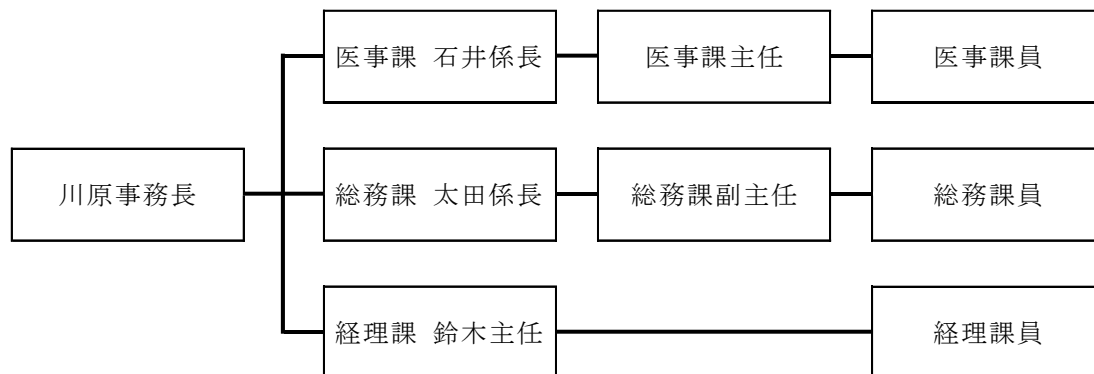 医事課 石井係長
医事課主任
医事課員
川原事務長
総務課 太田係長
総務課副主任
総務課員
経理課 鈴木主任
経理課員